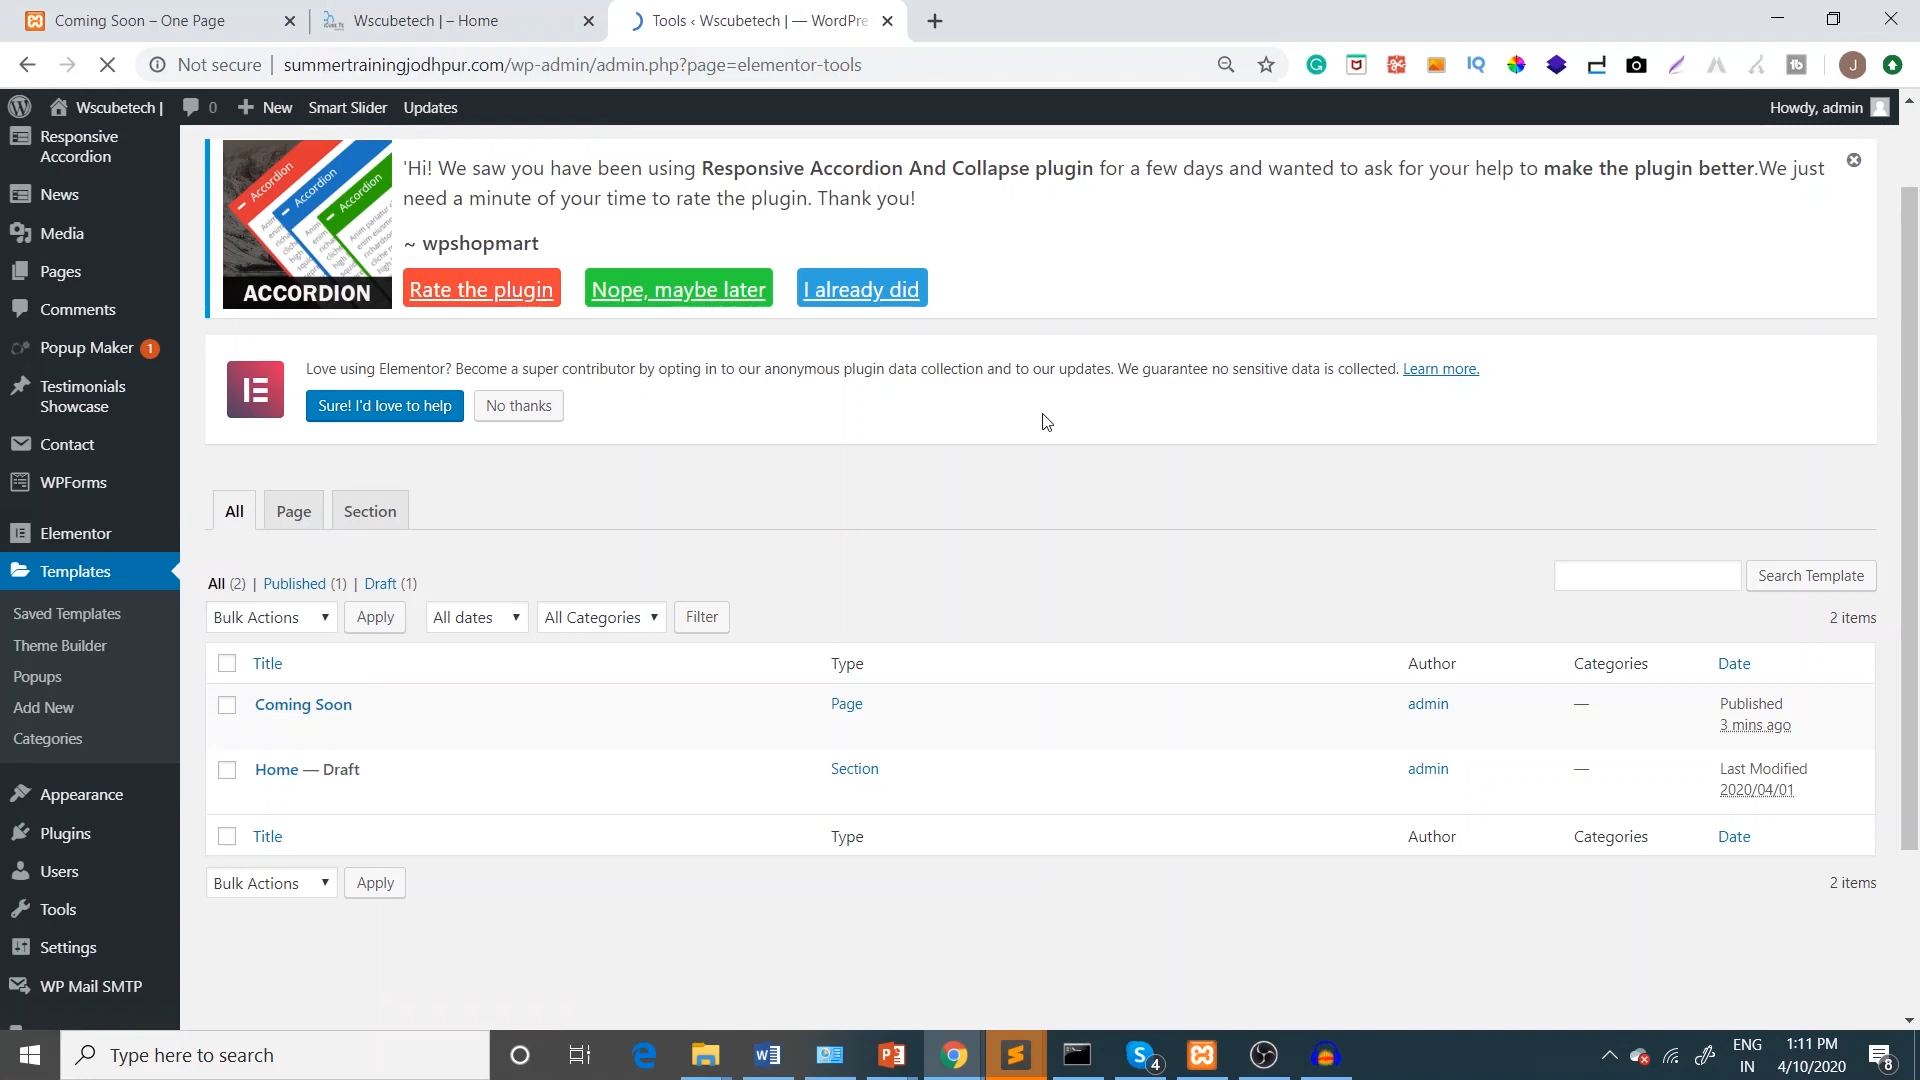 Coming Soon – One Page
Wscubetech | – Home
Tools ‹ Wscubetech | — WordPre
Not secure | summertrainingjodhpur.com/wp-admin/admin.php?page=elementor-tools
Wscubetech | 0 New Smart Slider Updates Howdy, admin
Responsive
Accordion
News
Media
Pages
Comments
Popup Maker 1
Testimonials
Showcase
Contact
WPForms
Elementor
Templates
Saved Templates
Theme Builder
Popups
Add New
Categories
Appearance
Plugins
Users
Tools
Settings
WP Mail SMTP
Accordion
Accordion
Accordion
ACCORDION
'Hi! We saw you have been using Responsive Accordion And Collapse plugin for a few days and wanted to ask for your help to make the plugin better.We just
need a minute of your time to rate the plugin. Thank you!
~ wpshopmart
Rate the plugin Nope, maybe later I already did
Love using Elementor? Become a super contributor by opting in to our anonymous plugin data collection and to our updates. We guarantee no sensitive data is collected. Learn more.
Sure! I'd love to help No thanks
All Page Section
All (2) | Published (1) | Draft (1)
Search Template
Bulk Actions Apply All dates All Categories Filter 2 items
Title Type Author Categories Date
Coming Soon Page admin — Published
3 mins ago
Home — Draft Section admin — Last Modified
2020/04/01
Title Type Author Categories Date
Bulk Actions Apply 2 items
Type here to search
4
ENG
IN
1:11 PM
4/10/2020
8